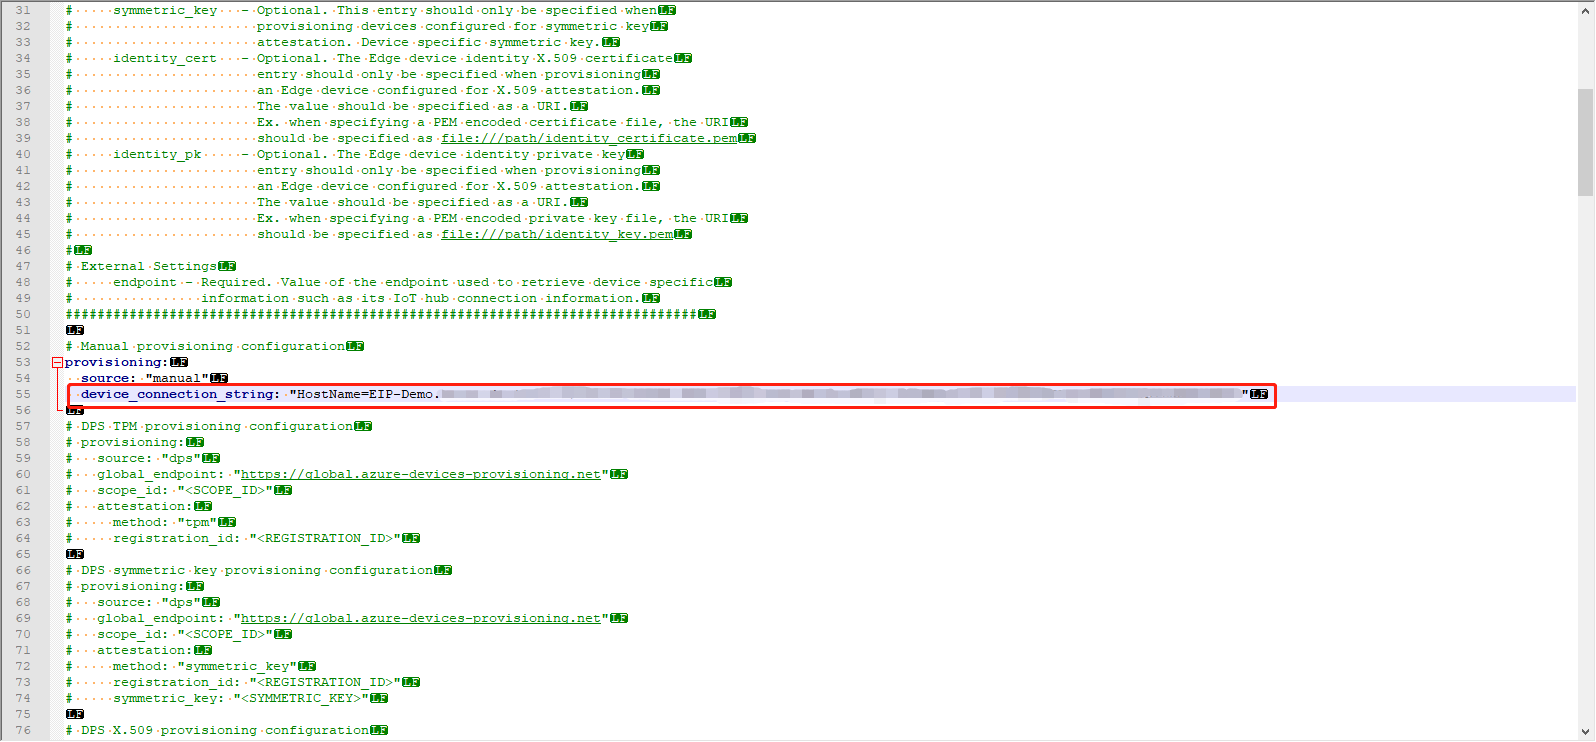 31 # symmetric_key - Optional. This entry should only be specified whenLF
32 # provisioning devices configured for symmetric keyLF
33 # attestation. Device specific symmetric key.LF
34 # identity_cert - Optional. The Edge device identity X.509 certificateLF
35 # entry should only be specified when provisioningLF
36 # an Edge device configured for X.509 attestation.LF
37 # The value should be specified as a URI.LF
38 # Ex. when specifying a PEM encoded certificate file, the URILF
39 # should be specified as file:///path/identity_certificate.pemLF
40 # identity_pk - Optional. The Edge device identity private keyLF
41 # entry should only be specified when provisioningLF
42 # an Edge device configured for X.509 attestation.LF
43 # The value should be specified as a URI.LF
44 # Ex. when specifying a PEM encoded private key file, the URILF
45 # should be specified as file:///path/identity_key.pemLF
46 #LF
47 # External SettingsLF
48 # endpoint - Required. Value of the endpoint used to retrieve device specificLF
49 # information such as its IoT hub connection information.LF
50 ###############################################################################LF
51 LF
52 # Manual provisioning configurationLF
53 provisioning:LF
54 source: "manual"LF
55 device_connection_string: "HostName=EIP-Demo. "LF
56 LF
57 # DPS TPM provisioning configurationLF
58 # provisioning:LF
59 # source: "dps"LF
60 # global_endpoint: "https://global.azure-devices-provisioning.net"LF
61 # scope_id: "<SCOPE_ID>"LF
62 # attestation:LF
63 # method: "tpm"LF
64 # registration_id: "<REGISTRATION_ID>"LF
65 LF
66 # DPS symmetric key provisioning configurationLF
67 # provisioning:LF
68 # source: "dps"LF
69 # global_endpoint: "https://global.azure-devices-provisioning.net"LF
70 # scope_id: "<SCOPE_ID>"LF
71 # attestation:LF
72 # method: "symmetric_key"LF
73 # registration_id: "<REGISTRATION_ID>"LF
74 # symmetric_key: "<SYMMETRIC_KEY>"LF
75 LF
76 # DPS X.509 provisioning configurationLF